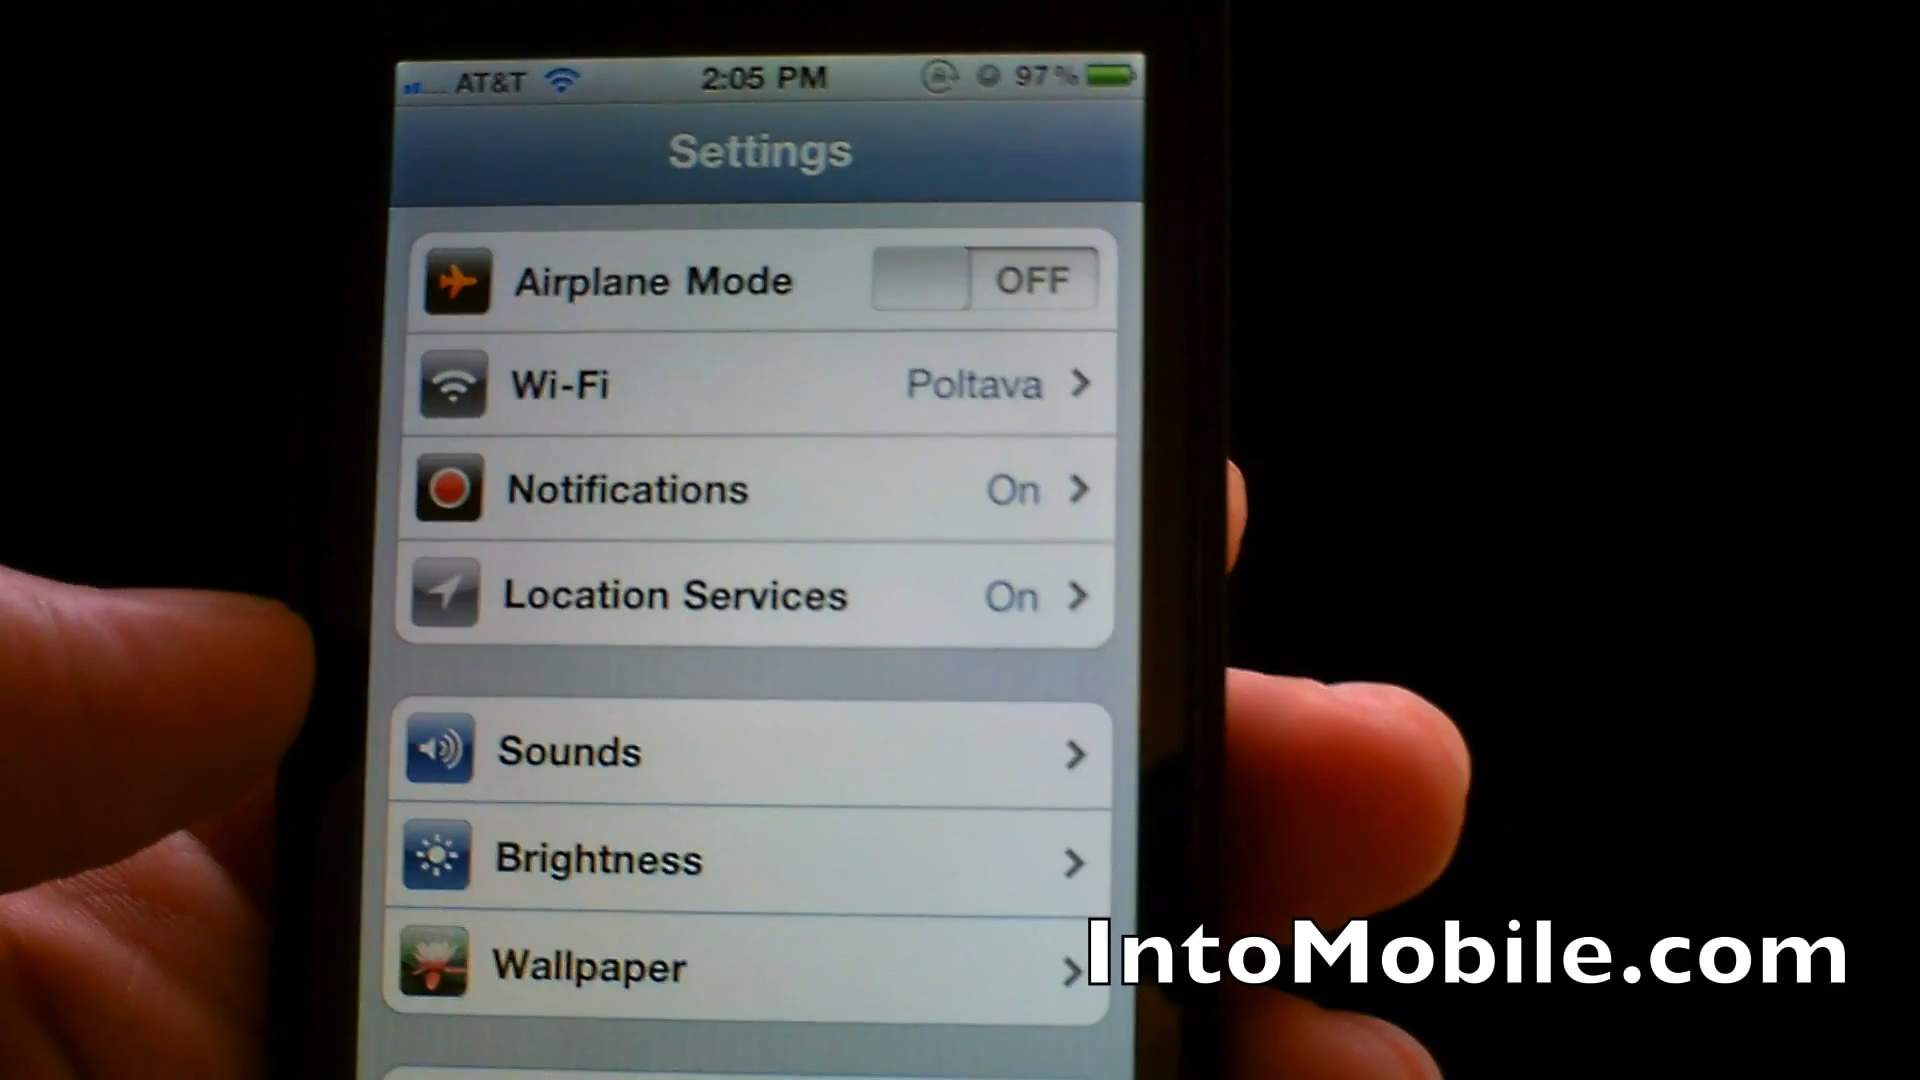 AT&T 2:05 PM 97%
Settings
Airplane Mode OFF
Wi-Fi Poltava
Notifications On
Location Services On
Sounds
Brightness
Wallpaper
IntoMobile.com